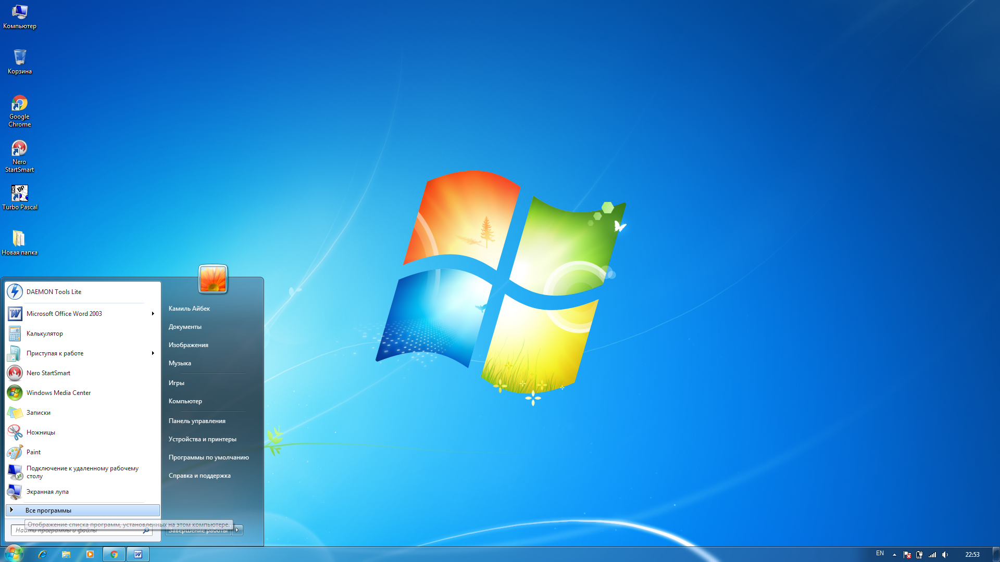 Компьютер
Корзина
Google
Chrome
Nero
StartSmart
Turbo Pascal
Новая папка
DAEMON Tools Lite
Microsoft Office Word 2003
Калькулятор
Приступая к работе
Nero StartSmart
Windows Media Center
Записки
Ножницы
Paint
Подключение к удаленному рабочему
столу
Экранная лупа
Все программы
Отображение списка программ, установленных на этом компьютере.
Найти программы и файлы
Камиль Айбек
Документы
Изображения
Музыка
Игры
Компьютер
Панель управления
Устройства и принтеры
Программы по умолчанию
Справка и поддержка
Завершение работы
EN
22:53